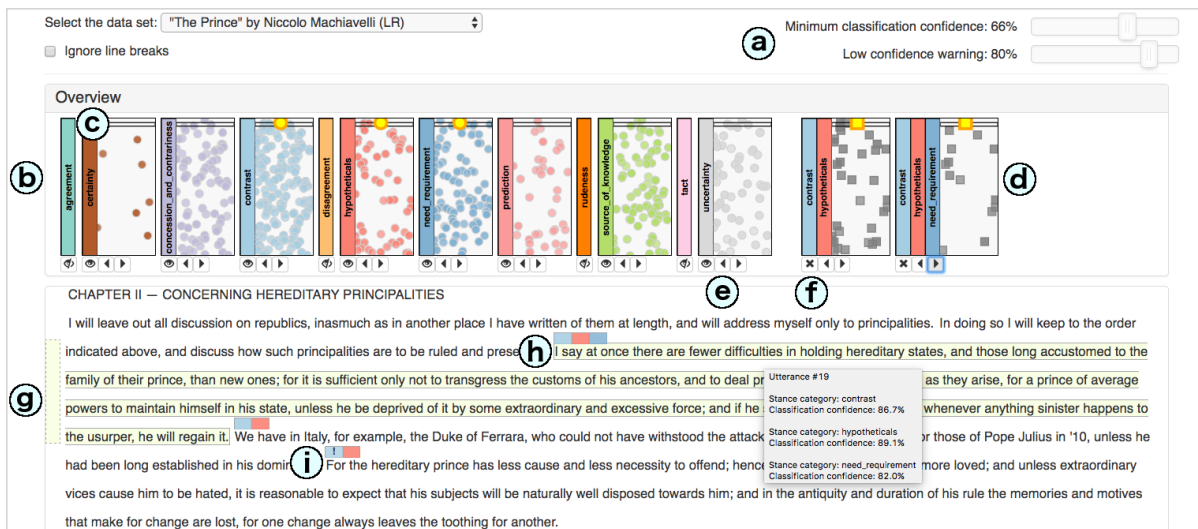 Select the data set: "The Prince" by Niccolo Machiavelli (LR)
Ignore line breaks
a
Minimum classification confidence: 66%
Low confidence warning: 80%
Overview
b
c
agreement
certainty
concession_and_contrariness
contrast
disagreement
hypotheticals
need_requirement
prediction
rudeness
source_of_knowledge
tact
uncertainty
contrast
hypotheticals
contrast
hypotheticals
need_requirement
d
e
f
CHAPTER II — CONCERNING HEREDITARY PRINCIPALITIES
I will leave out all discussion on republics, inasmuch as in another place I have written of them at length, and will address myself only to principalities. In doing so I will keep to the order
indicated above, and discuss how such principalities are to be ruled and prese h I say at once there are fewer difficulties in holding hereditary states, and those long accustomed to the
family of their prince, than new ones; for it is sufficient only not to transgress the customs of his ancestors, and to deal pr as they arise, for a prince of average
g
powers to maintain himself in his state, unless he be deprived of it by some extraordinary and excessive force; and if he s whenever anything sinister happens to
the usurper, he will regain it. We have in Italy, for example, the Duke of Ferrara, who could not have withstood the attack or those of Pope Julius in '10, unless he
had been long established in his domin i ! For the hereditary prince has less cause and less necessity to offend; hence more loved; and unless extraordinary
vices cause him to be hated, it is reasonable to expect that his subjects will be naturally well disposed towards him; and in the antiquity and duration of his rule the memories and motives
that make for change are lost, for one change always leaves the toothing for another.
Utterance #19
Stance category: contrast
Classification confidence: 86.7%
Stance category: hypotheticals
Classification confidence: 89.1%
Stance category: need_requirement
Classification confidence: 82.0%